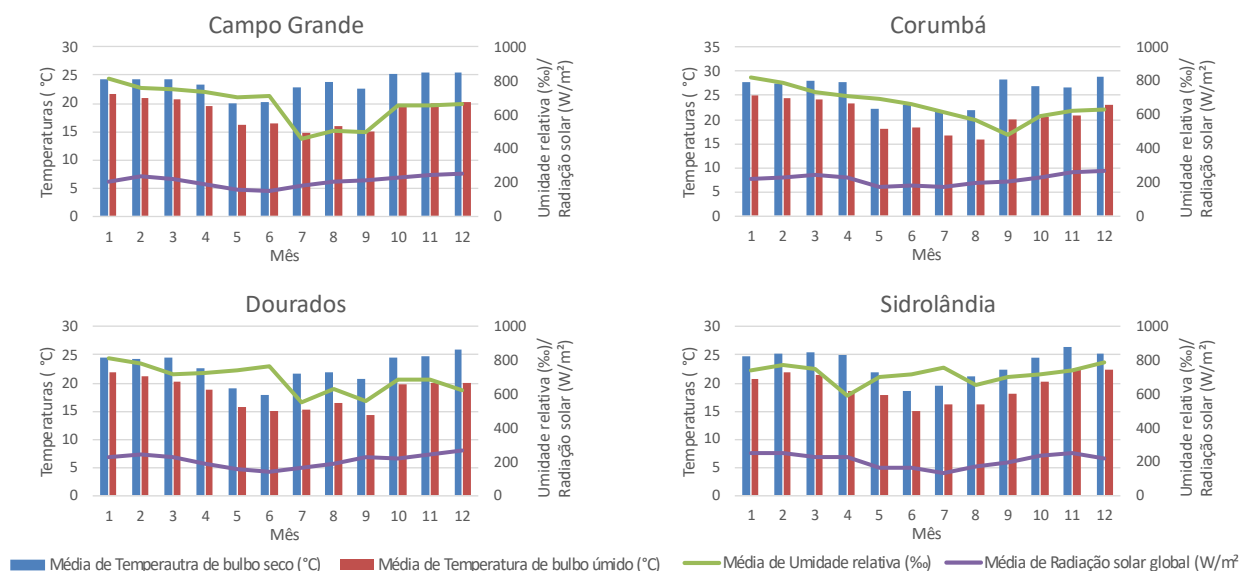 Campo Grande
Temperaturas ( °C)
30
25
20
15
10
5
0
1000
800
600
400
200
0
Umidade relativa (‰)/
Radiação solar (W/m²)
1 2 3 4 5 6 7 8 9 10 11 12
Mês
Corumbá
Temperaturas (°C)
35
30
25
20
15
10
5
0
1000
800
600
400
200
0
Umidade relativa (‰)/
Radiação solar (W/m²)
1 2 3 4 5 6 7 8 9 10 11 12
Mês
Dourados
Temperaturas (°C)
30
25
20
15
10
5
0
1000
800
600
400
200
0
Umidade relativa (‰)/
Radiação solar (W/m²)
1 2 3 4 5 6 7 8 9 10 11 12
Mês
Sidrolândia
Temperaturas (°C)
30
25
20
15
10
5
0
1000
800
600
400
200
0
Umidade relativa (‰)/
Radiação solar (W/m²)
1 2 3 4 5 6 7 8 9 10 11 12
Mês
Média de Temperautra de bulbo seco (°C) Média de Temperatura de bulbo úmido (°C) Média de Umidade relativa (‰) Média de Radiação solar global (W/m²